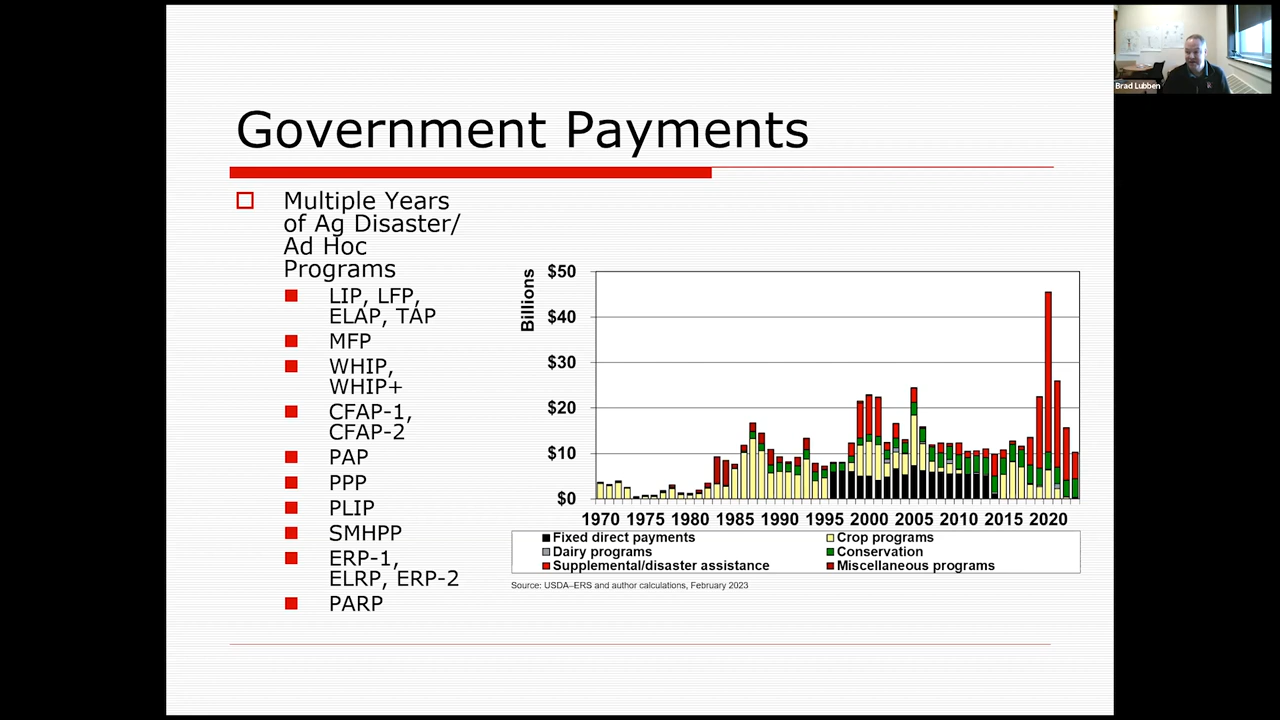 Brad Lubben
Government Payments
Multiple Years
of Ag Disaster/
Ad Hoc
Programs
LIP, LFP,
ELAP, TAP
MFP
WHIP,
WHIP+
CFAP-1,
CFAP-2
PAP
PPP
PLIP
SMHPP
ERP-1,
ELRP, ERP-2
PARP
Billions
$50
$40
$30
$20
$10
$0
1970 1975 1980 1985 1990 1995 2000 2005 2010 2015 2020
Fixed direct payments Crop programs
Dairy programs Conservation
Supplemental/disaster assistance Miscellaneous programs
Source: USDA–ERS and author calculations, February 2023